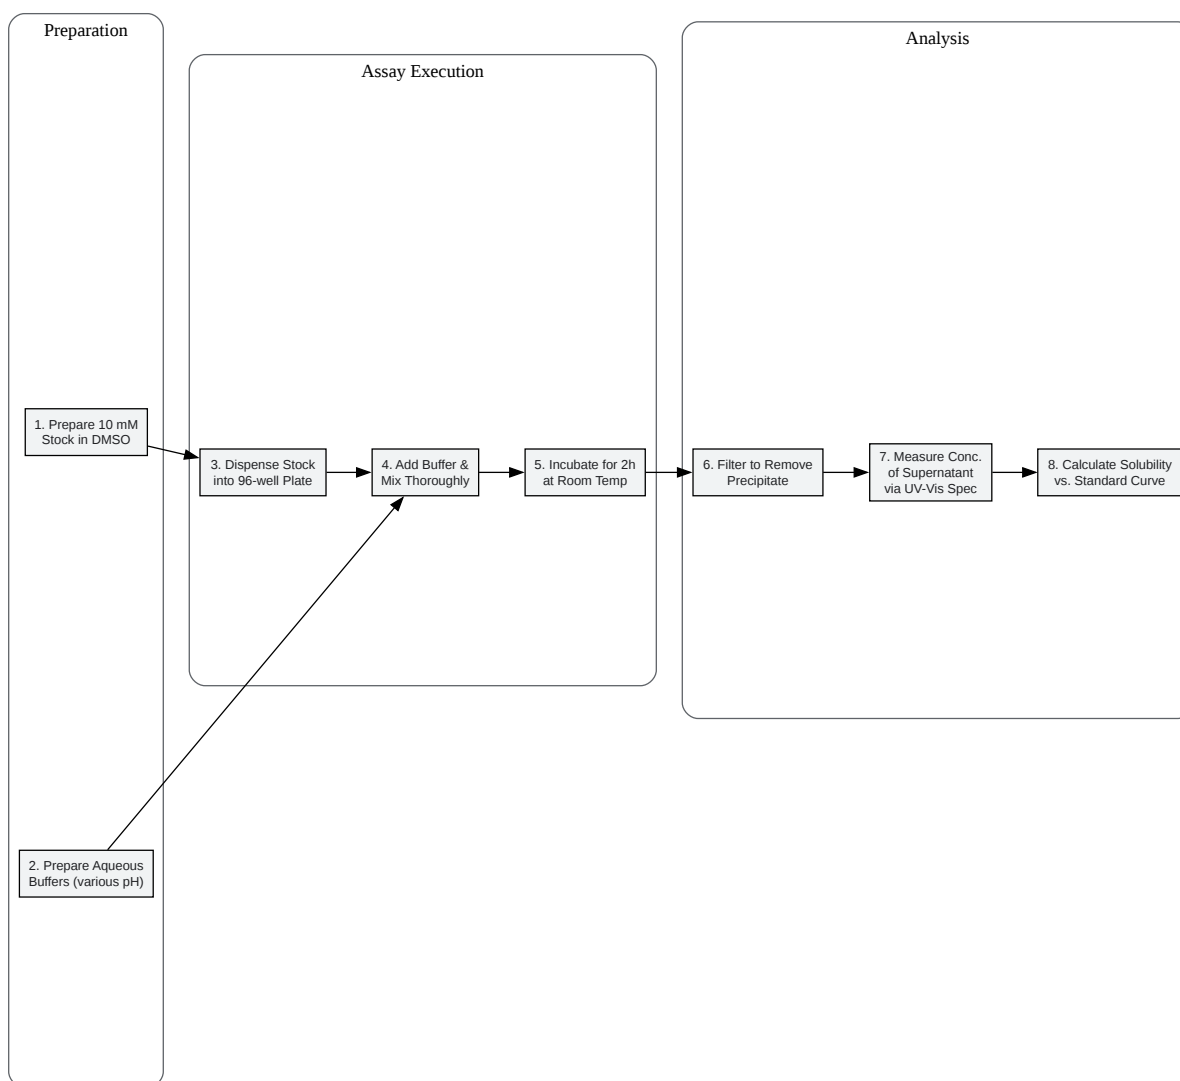 Preparation
Assay Execution
Analysis
1. Prepare 10 mM
Stock in DMSO
2. Prepare Aqueous
Buffers (various pH)
3. Dispense Stock
into 96-well Plate
4. Add Buffer &
Mix Thoroughly
5. Incubate for 2h
at Room Temp
6. Filter to Remove
Precipitate
7. Measure Conc.
of Supernatant
via UV-Vis Spec
8. Calculate Solubility
vs. Standard Curve